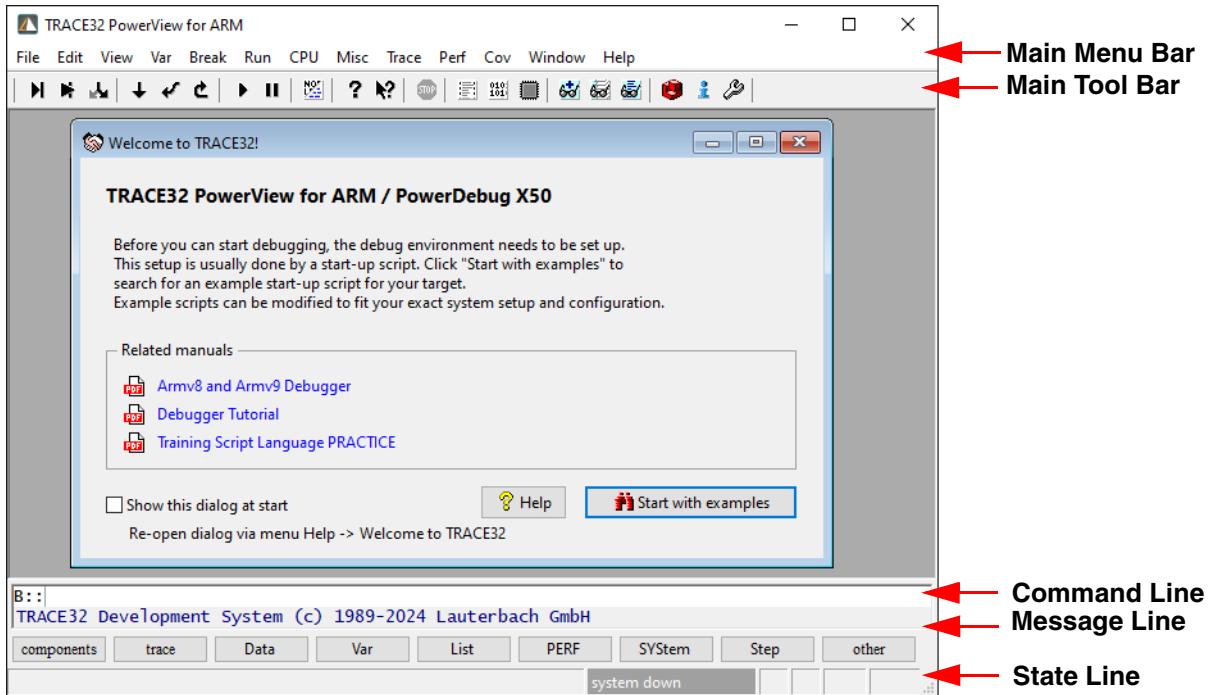 TRACE32 PowerView for ARM
File Edit View Var Break Run CPU Misc Trace Perf Cov Window Help
Main Menu Bar
Main Tool Bar
Welcome to TRACE32!
TRACE32 PowerView for ARM / PowerDebug X50
Before you can start debugging, the debug environment needs to be set up.
This setup is usually done by a start-up script. Click "Start with examples" to
search for an example start-up script for your target.
Example scripts can be modified to fit your exact system setup and configuration.
Related manuals
PDF Armv8 and Armv9 Debugger
PDF Debugger Tutorial
PDF Training Script Language PRACTICE
Show this dialog at start
Help
Start with examples
Re-open dialog via menu Help -> Welcome to TRACE32
B::
Command Line
TRACE32 Development System (c) 1989-2024 Lauterbach GmbH
Message Line
components trace Data Var List PERF SYStem Step other
system down
State Line